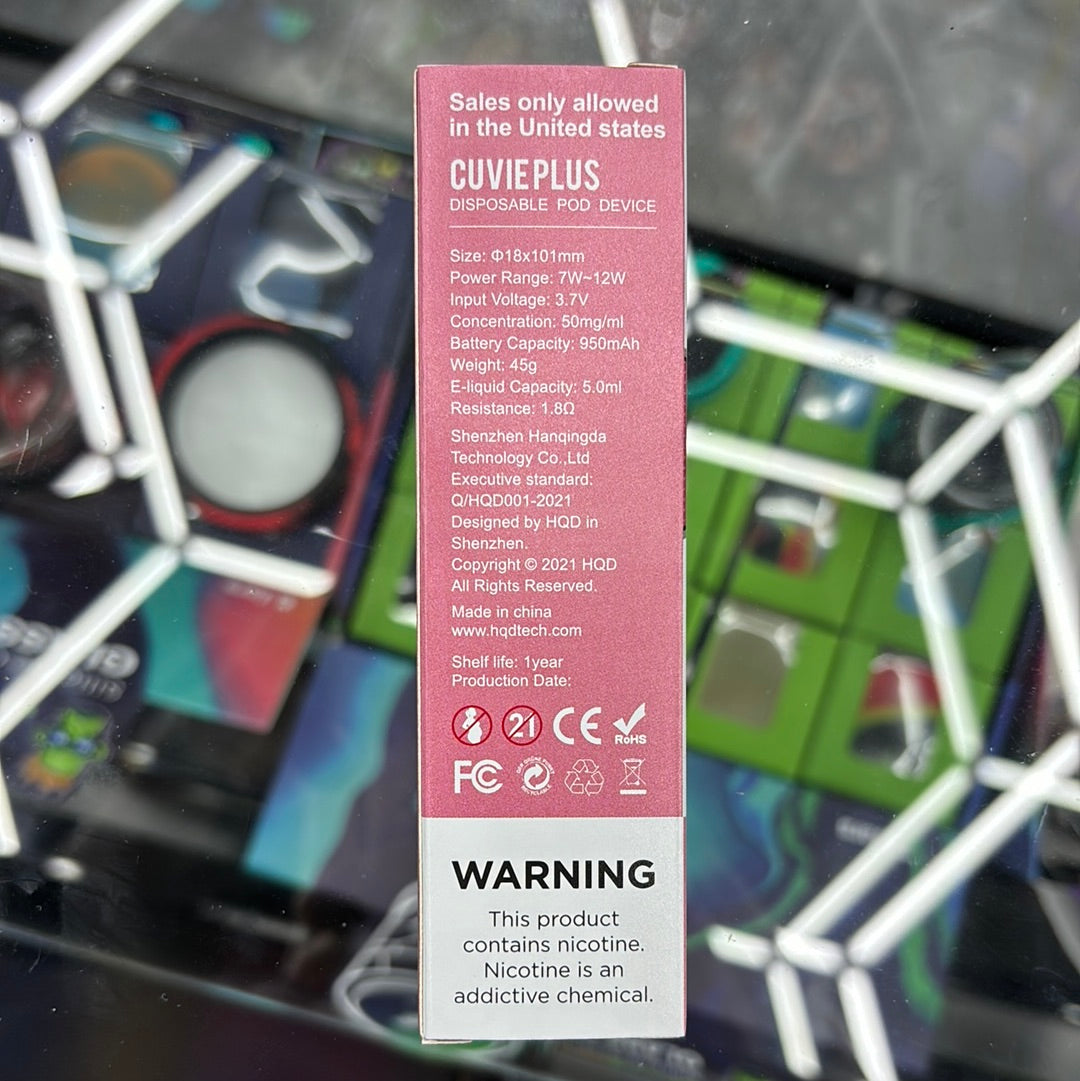 Sales only allowed
in the United states
CUVIE PLUS
DISPOSABLE POD DEVICE
Size: Φ18x101mm
Power Range: 7W~12W
Input Voltage: 3.7V
Concentration: 50mg/ml
Battery Capacity: 950mAh
Weight: 45g
E-liquid Capacity: 5.0ml
Resistance: 1.8Ω
Shenzhen Hanqingda
Technology Co.,Ltd
Executive standard:
Q/HQD001-2021
Designed by HQD in
Shenzhen.
Copyright © 2021 HQD
All Rights Reserved.
Made in china
www.hqdtech.com
Shelf life: 1year
Production Date:
21 CE RoHS
FC RECYCLABLE
WARNING
This product
contains nicotine.
Nicotine is an
addictive chemical.